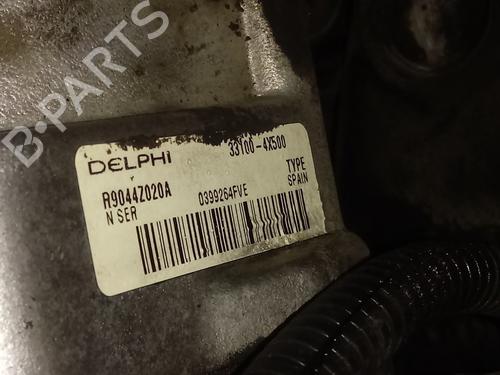 B-PARTS
DELPHI 33100-4X500
R9044Z020A TYPE
N SER 0399264FVE SPAIN